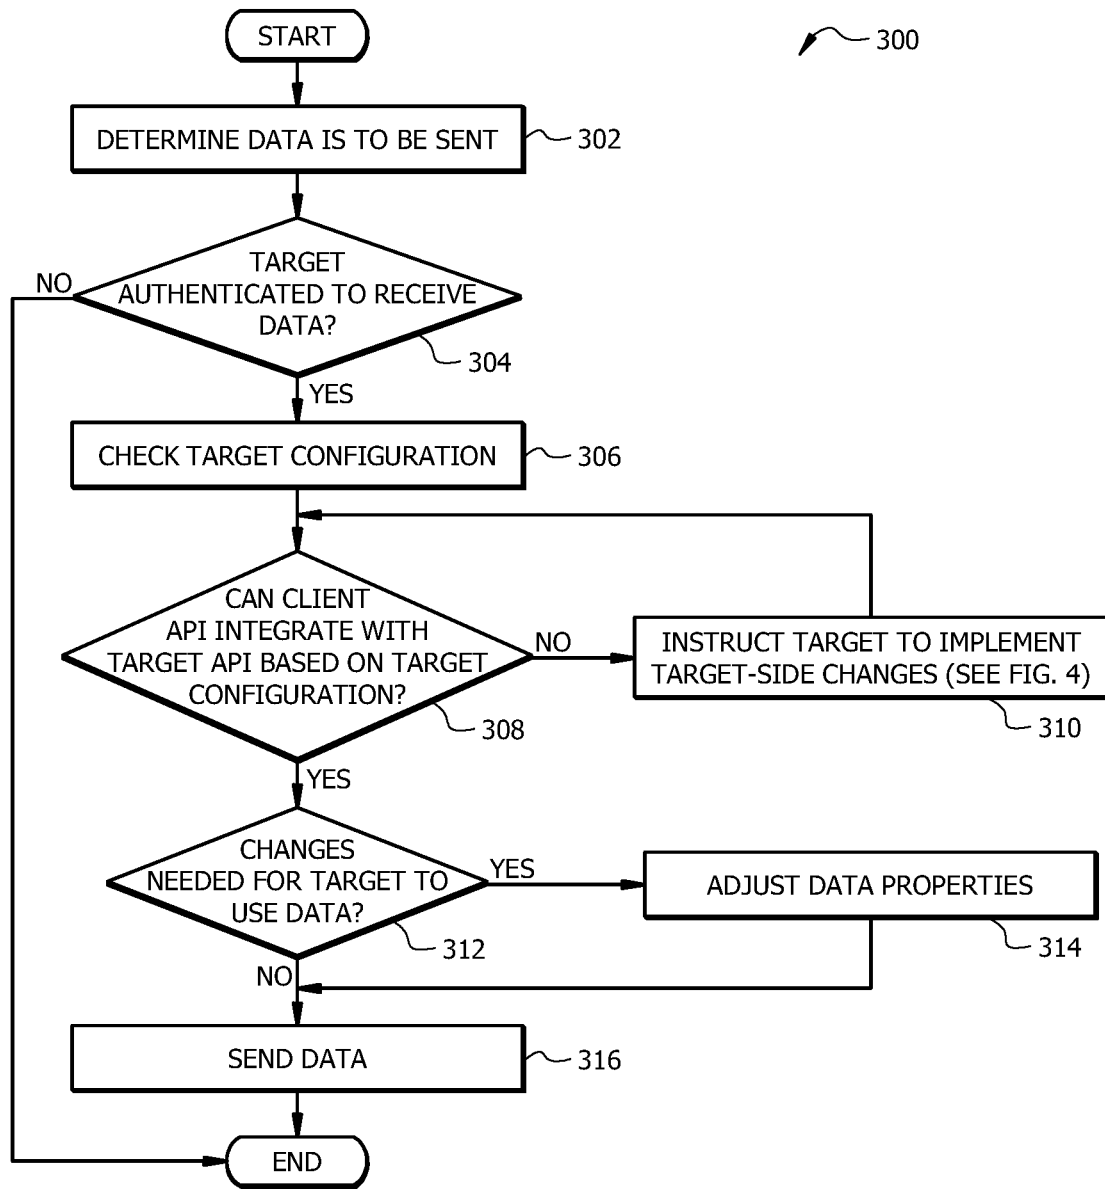 START
300
DETERMINE DATA IS TO BE SENT
302
TARGET
AUTHENTICATED TO RECEIVE
DATA?
304
NO
YES
CHECK TARGET CONFIGURATION
306
CAN CLIENT
API INTEGRATE WITH
TARGET API BASED ON TARGET
CONFIGURATION?
308
NO
INSTRUCT TARGET TO IMPLEMENT
TARGET-SIDE CHANGES (SEE FIG. 4)
310
YES
CHANGES
NEEDED FOR TARGET TO
USE DATA?
312
YES
ADJUST DATA PROPERTIES
314
NO
SEND DATA
316
END